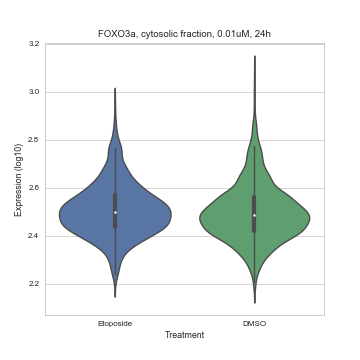 FOXO3a, cytosolic fraction, 0.01uM, 24h
3.2
3.0
2.8
2.6
2.4
2.2
Expression (log10)
Etoposide
DMSO
Treatment